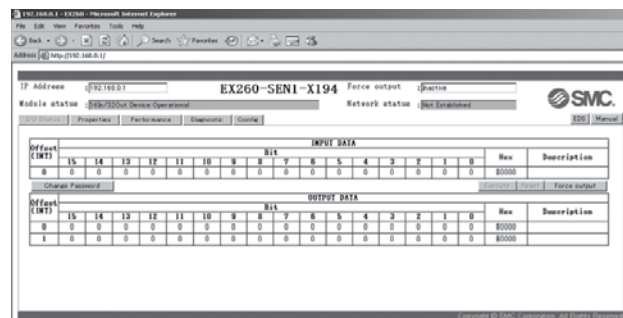 192.168.0.1 - EX260 - Microsoft Internet Explorer
File Edit View Favorites Tools Help
Back Search Favorites
Address http://192.168.0.1/
IP Address : 192.168.0.1 EX260-SEN1-X194 Force output : Inactive
Module status : 16In/32Out Device Operational Network status : Not Established
SMC.
I/O Status Properties Performance Diagnostic Config EDS Manual
INPUT DATA
Offset (INT) Bit Hex Description
15 14 13 12 11 10 9 8 7 6 5 4 3 2 1 0
0 0 0 0 0 0 0 0 0 0 0 0 0 0 0 0 0 X0000
Change Password Execute Reset Force output
OUTPUT DATA
Offset (INT) Bit Hex Description
15 14 13 12 11 10 9 8 7 6 5 4 3 2 1 0
0 0 0 0 0 0 0 0 0 0 0 0 0 0 0 0 0 X0000
1 0 0 0 0 0 0 0 0 0 0 0 0 0 0 0 0 X0000
Copyright © SMC Corporation. All Rights Reserved